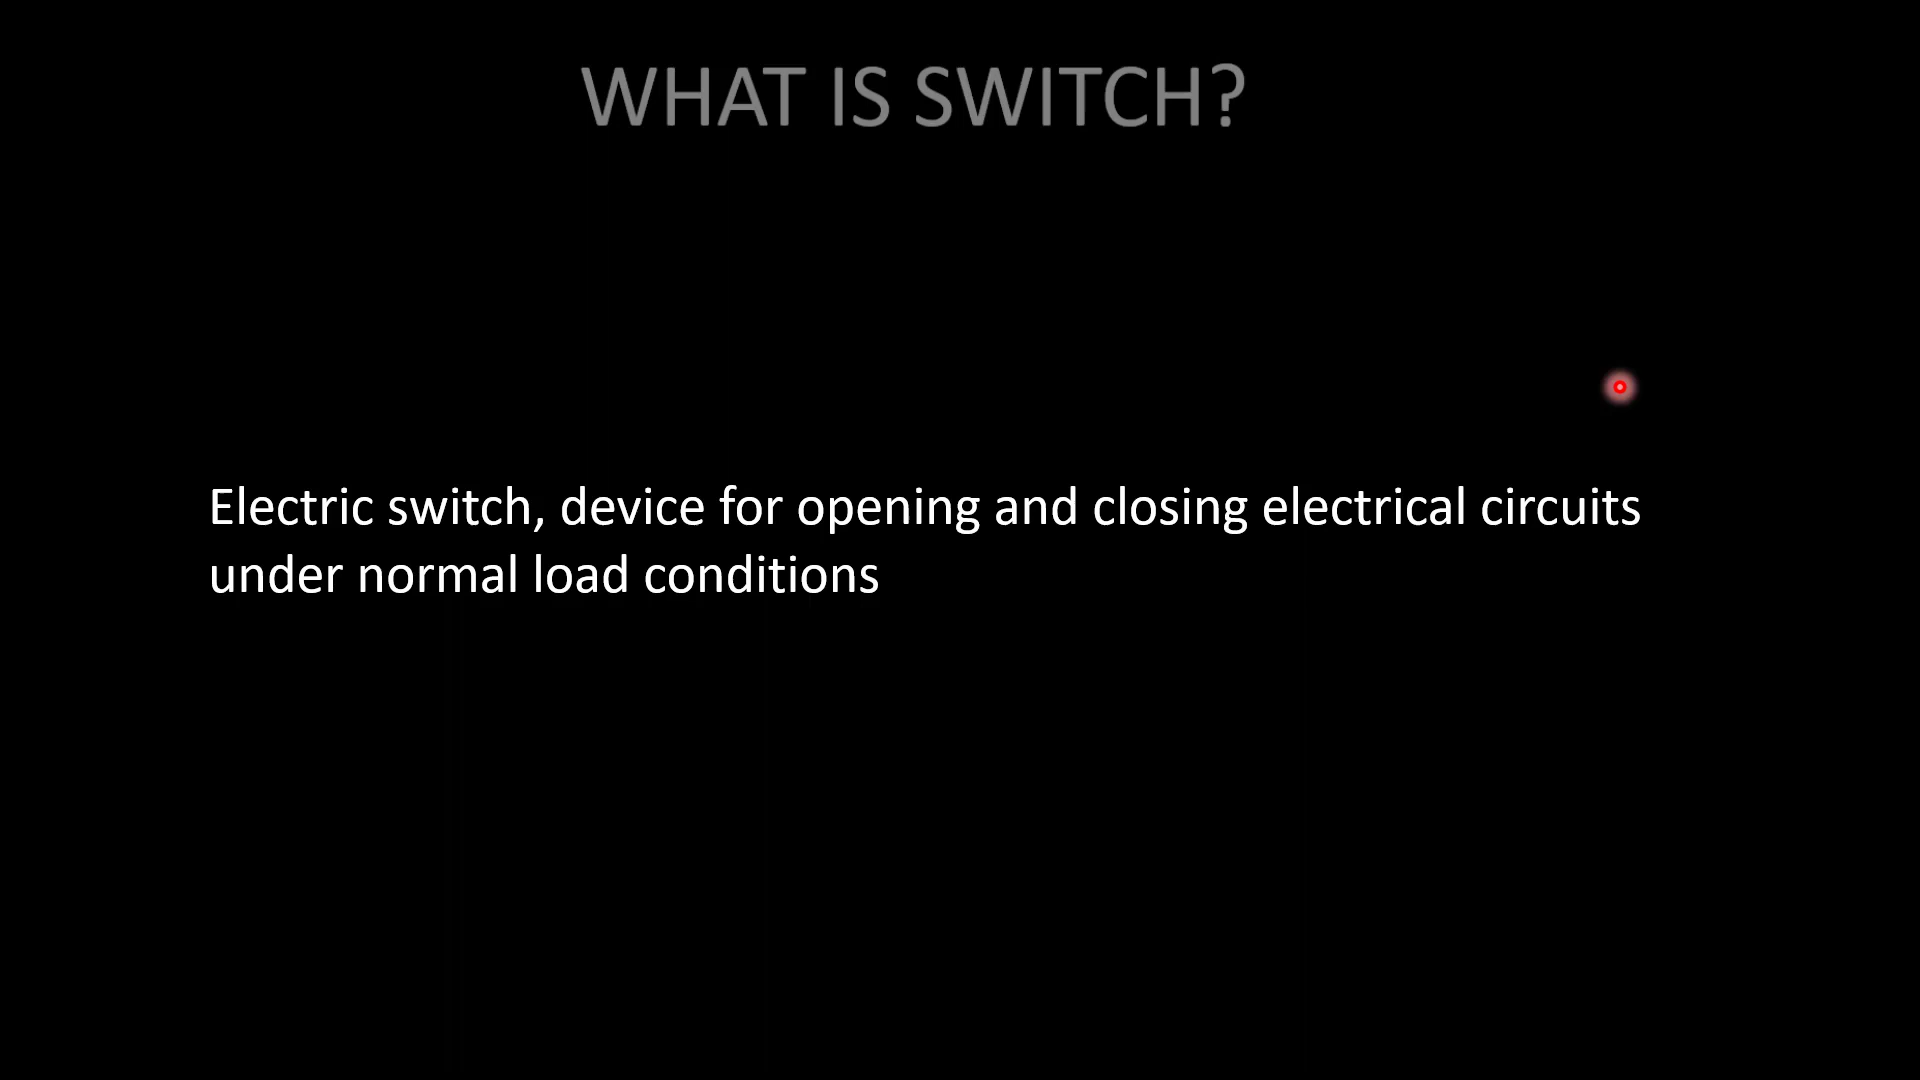 WHAT IS SWITCH?
Electric switch, device for opening and closing electrical circuits
under normal load conditions